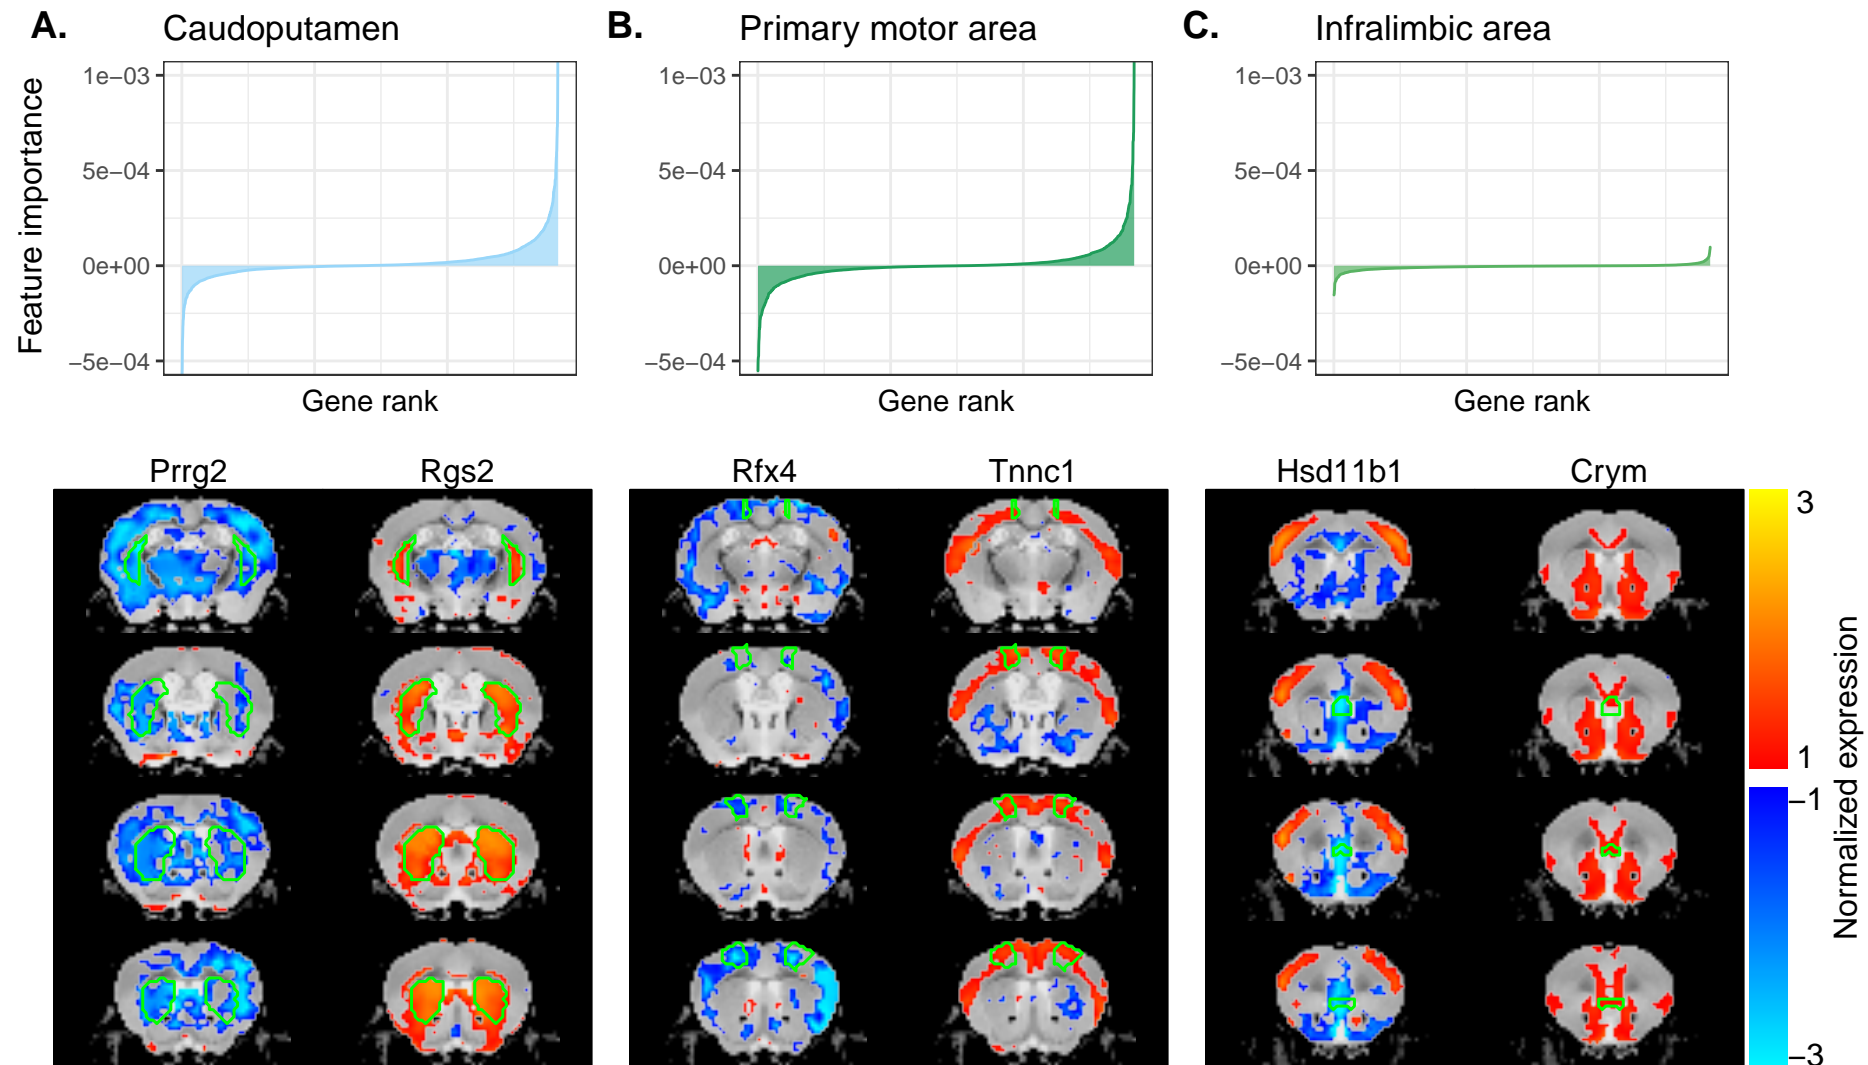 A. Caudoputamen
B. Primary motor area
C. Infralimbic area
Feature importance
1e−03
5e−04
0e+00
−5e−04
Gene rank
1e−03
5e−04
0e+00
−5e−04
Gene rank
1e−03
5e−04
0e+00
−5e−04
Gene rank
Prrg2 Rgs2
Rfx4 Tnnc1
Hsd11b1 Crym
3
1
−1
−3
Normalized expression